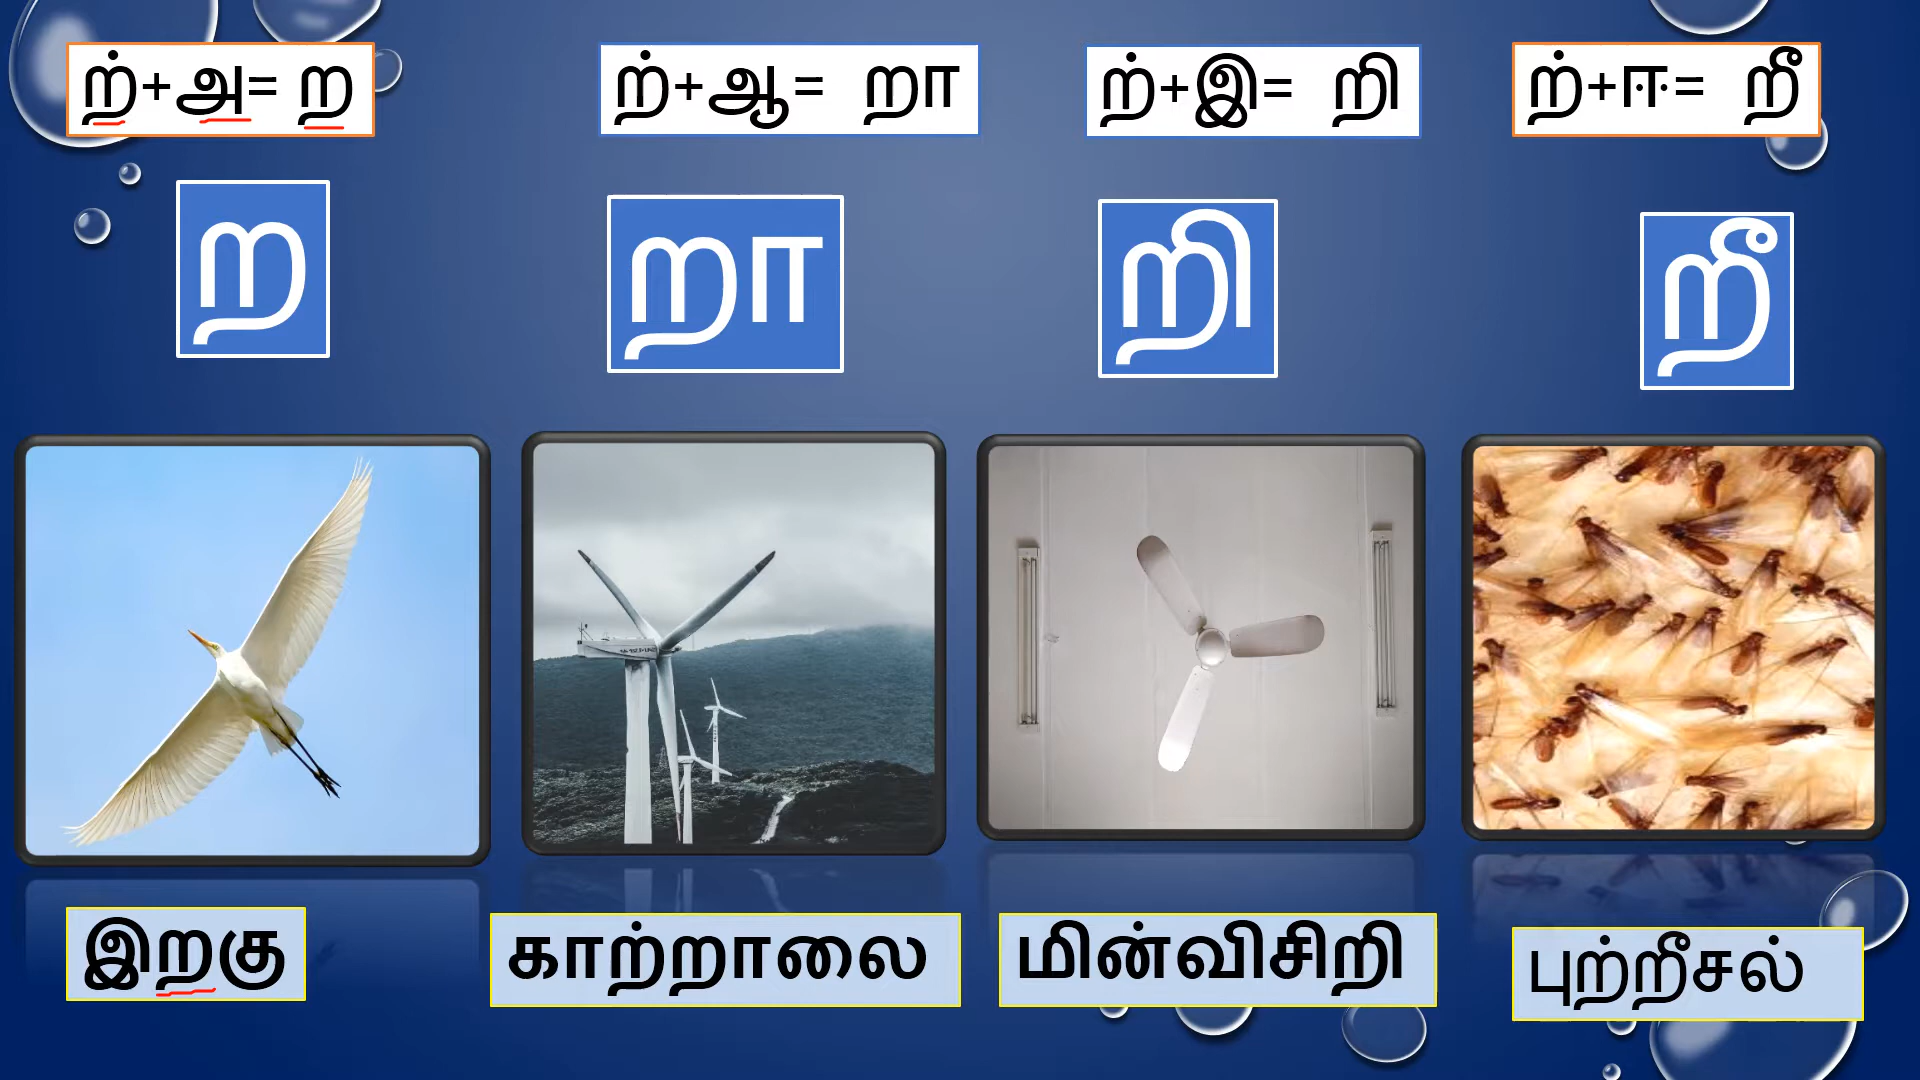 ற்+அ= ற
ற்+ஆ= றா
ற்+இ= றி
ற்+ஈ= றீ
ற
றா
றி
றீ
இறகு
காற்றாலை
மின்விசிறி
புற்றீசல்